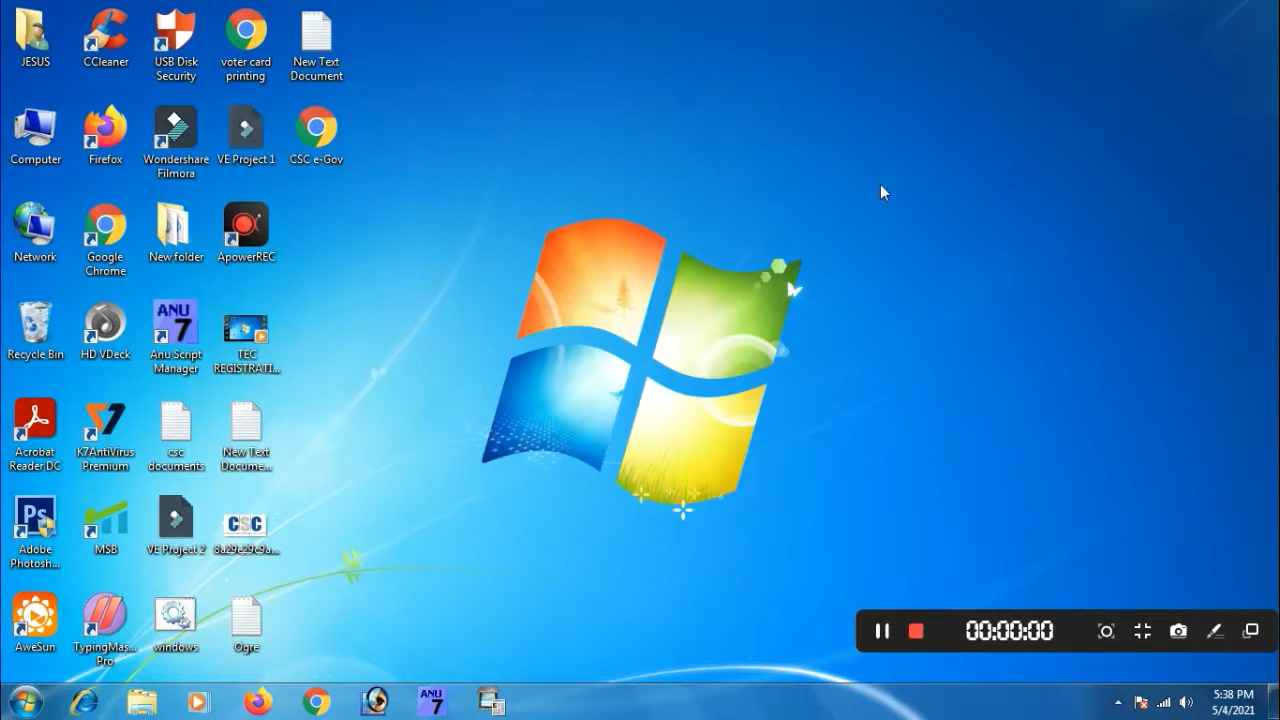 JESUS
CCleaner
USB Disk
Security
voter card
printing
New Text
Document
Computer
Firefox
Wondershare
Filmora
VE Project 1
CSC e-Gov
Network
Google
Chrome
New folder
ApowerREC
Recycle Bin
HD VDeck
ANU
7
Anu Script
Manager
TEC
REGISTRATI...
Acrobat
Reader DC
K7AntiVirus
Premium
csc
documents
New Text
Docume...
Ps
Adobe
Photosh...
MSB
VE Project 2
CSC
8a29e29c9a...
AweSun
TypingMas...
Pro
windows
Ogre
00:00:00
ANU
7
5:38 PM
5/4/2021